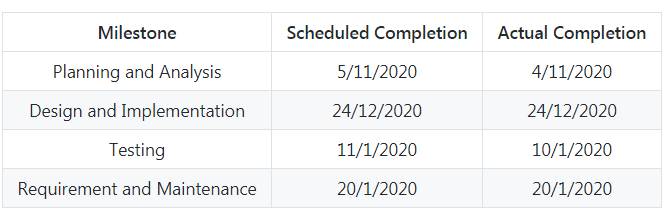 Milestone Scheduled Completion Actual Completion
Planning and Analysis 5/11/2020 4/11/2020
Design and Implementation 24/12/2020 24/12/2020
Testing 11/1/2020 10/1/2020
Requirement and Maintenance 20/1/2020 20/1/2020